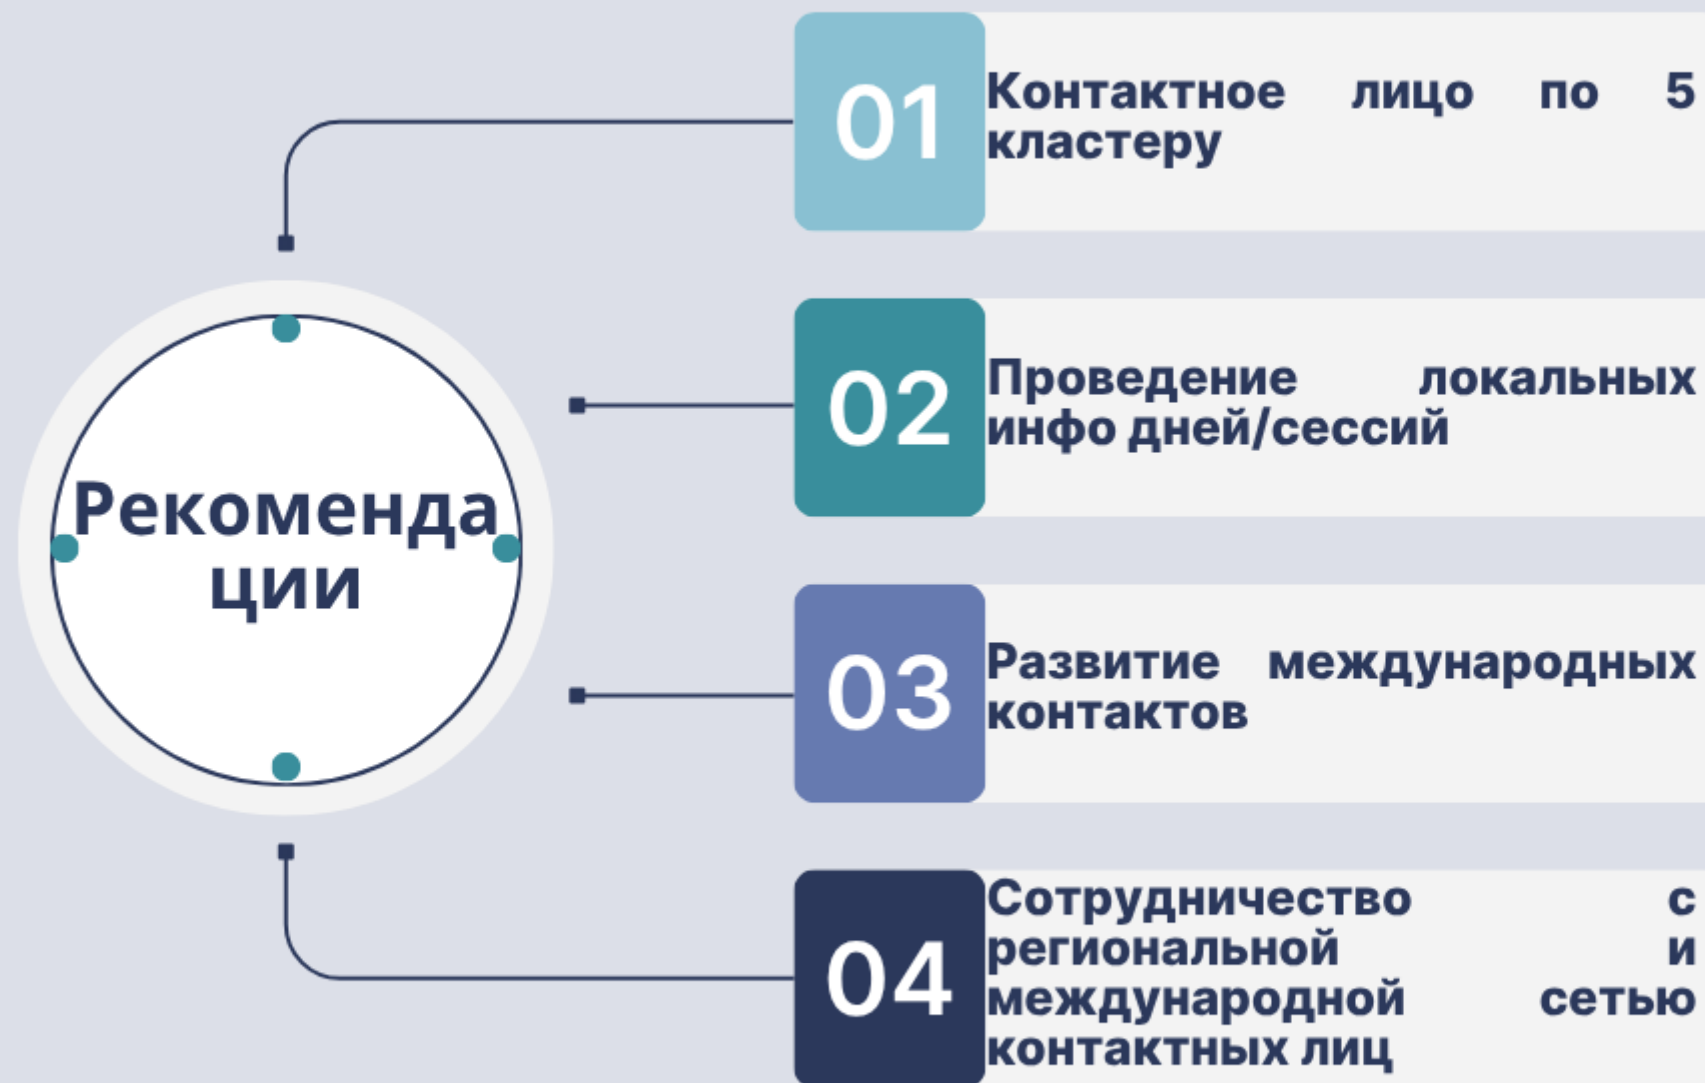 01
Контактное лицо по 5
кластеру
02
Проведение локальных
инфо дней/сессий
Рекоменда
ции
03
Развитие международных
контактов
04
Сотрудничество с
региональной и
международной сетью
контактных лиц